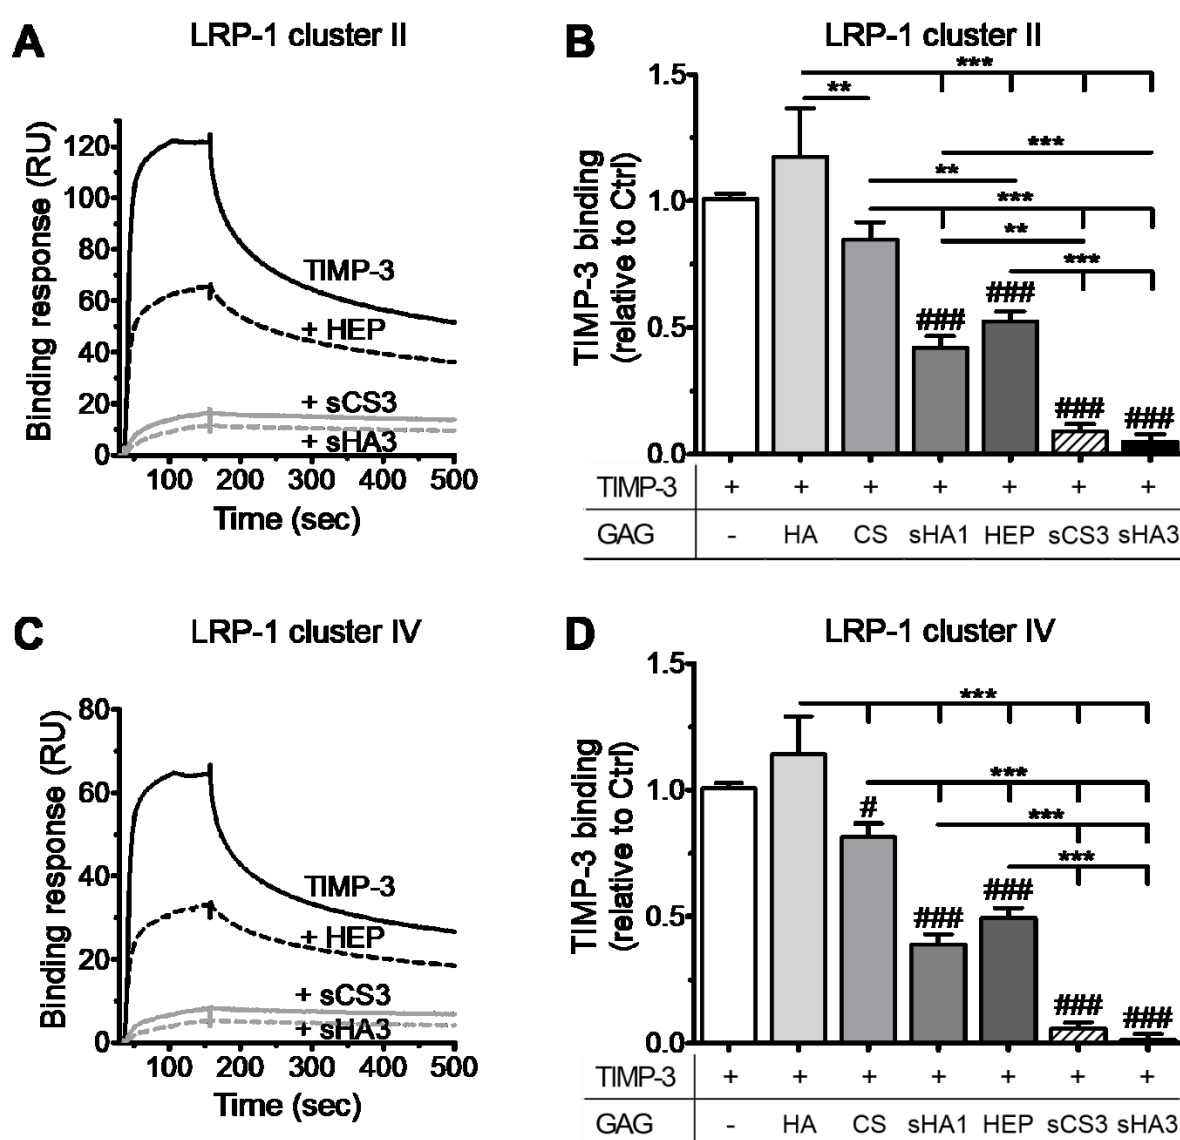 A
LRP-1 cluster II
Binding response (RU)
120
100
80
60
40
20
0
TIMP-3
+ HEP
+ sCS3
+ sHA3
100 200 300 400 500
Time (sec)
B
LRP-1 cluster II
TIMP-3 binding
(relative to Ctrl)
1.5
1.0
0.5
0.0
***
**
***
**
***
**
***
###
###
###
###
TIMP-3 + + + + + + +
GAG - HA CS sHA1 HEP sCS3 sHA3
C
LRP-1 cluster IV
Binding response (RU)
80
60
40
20
0
TIMP-3
+ HEP
+ sCS3
+ sHA3
100 200 300 400 500
Time (sec)
D
LRP-1 cluster IV
TIMP-3 binding
(relative to Ctrl)
1.5
1.0
0.5
0.0
***
***
***
***
#
###
###
###
###
TIMP-3 + + + + + + +
GAG - HA CS sHA1 HEP sCS3 sHA3